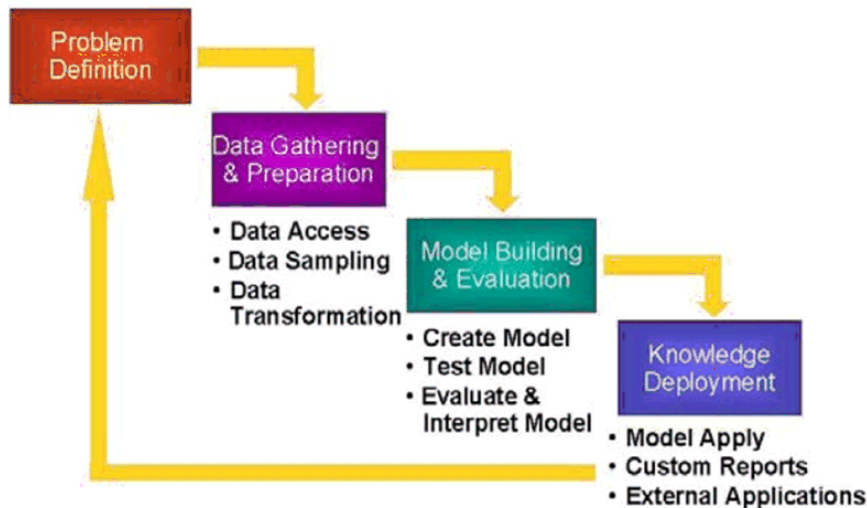 Problem
Definition
Data Gathering
& Preparation
• Data Access
• Data Sampling
• Data
Transformation
Model Building
& Evaluation
• Create Model
• Test Model
• Evaluate &
Interpret Model
Knowledge
Deployment
• Model Apply
• Custom Reports
• External Applications